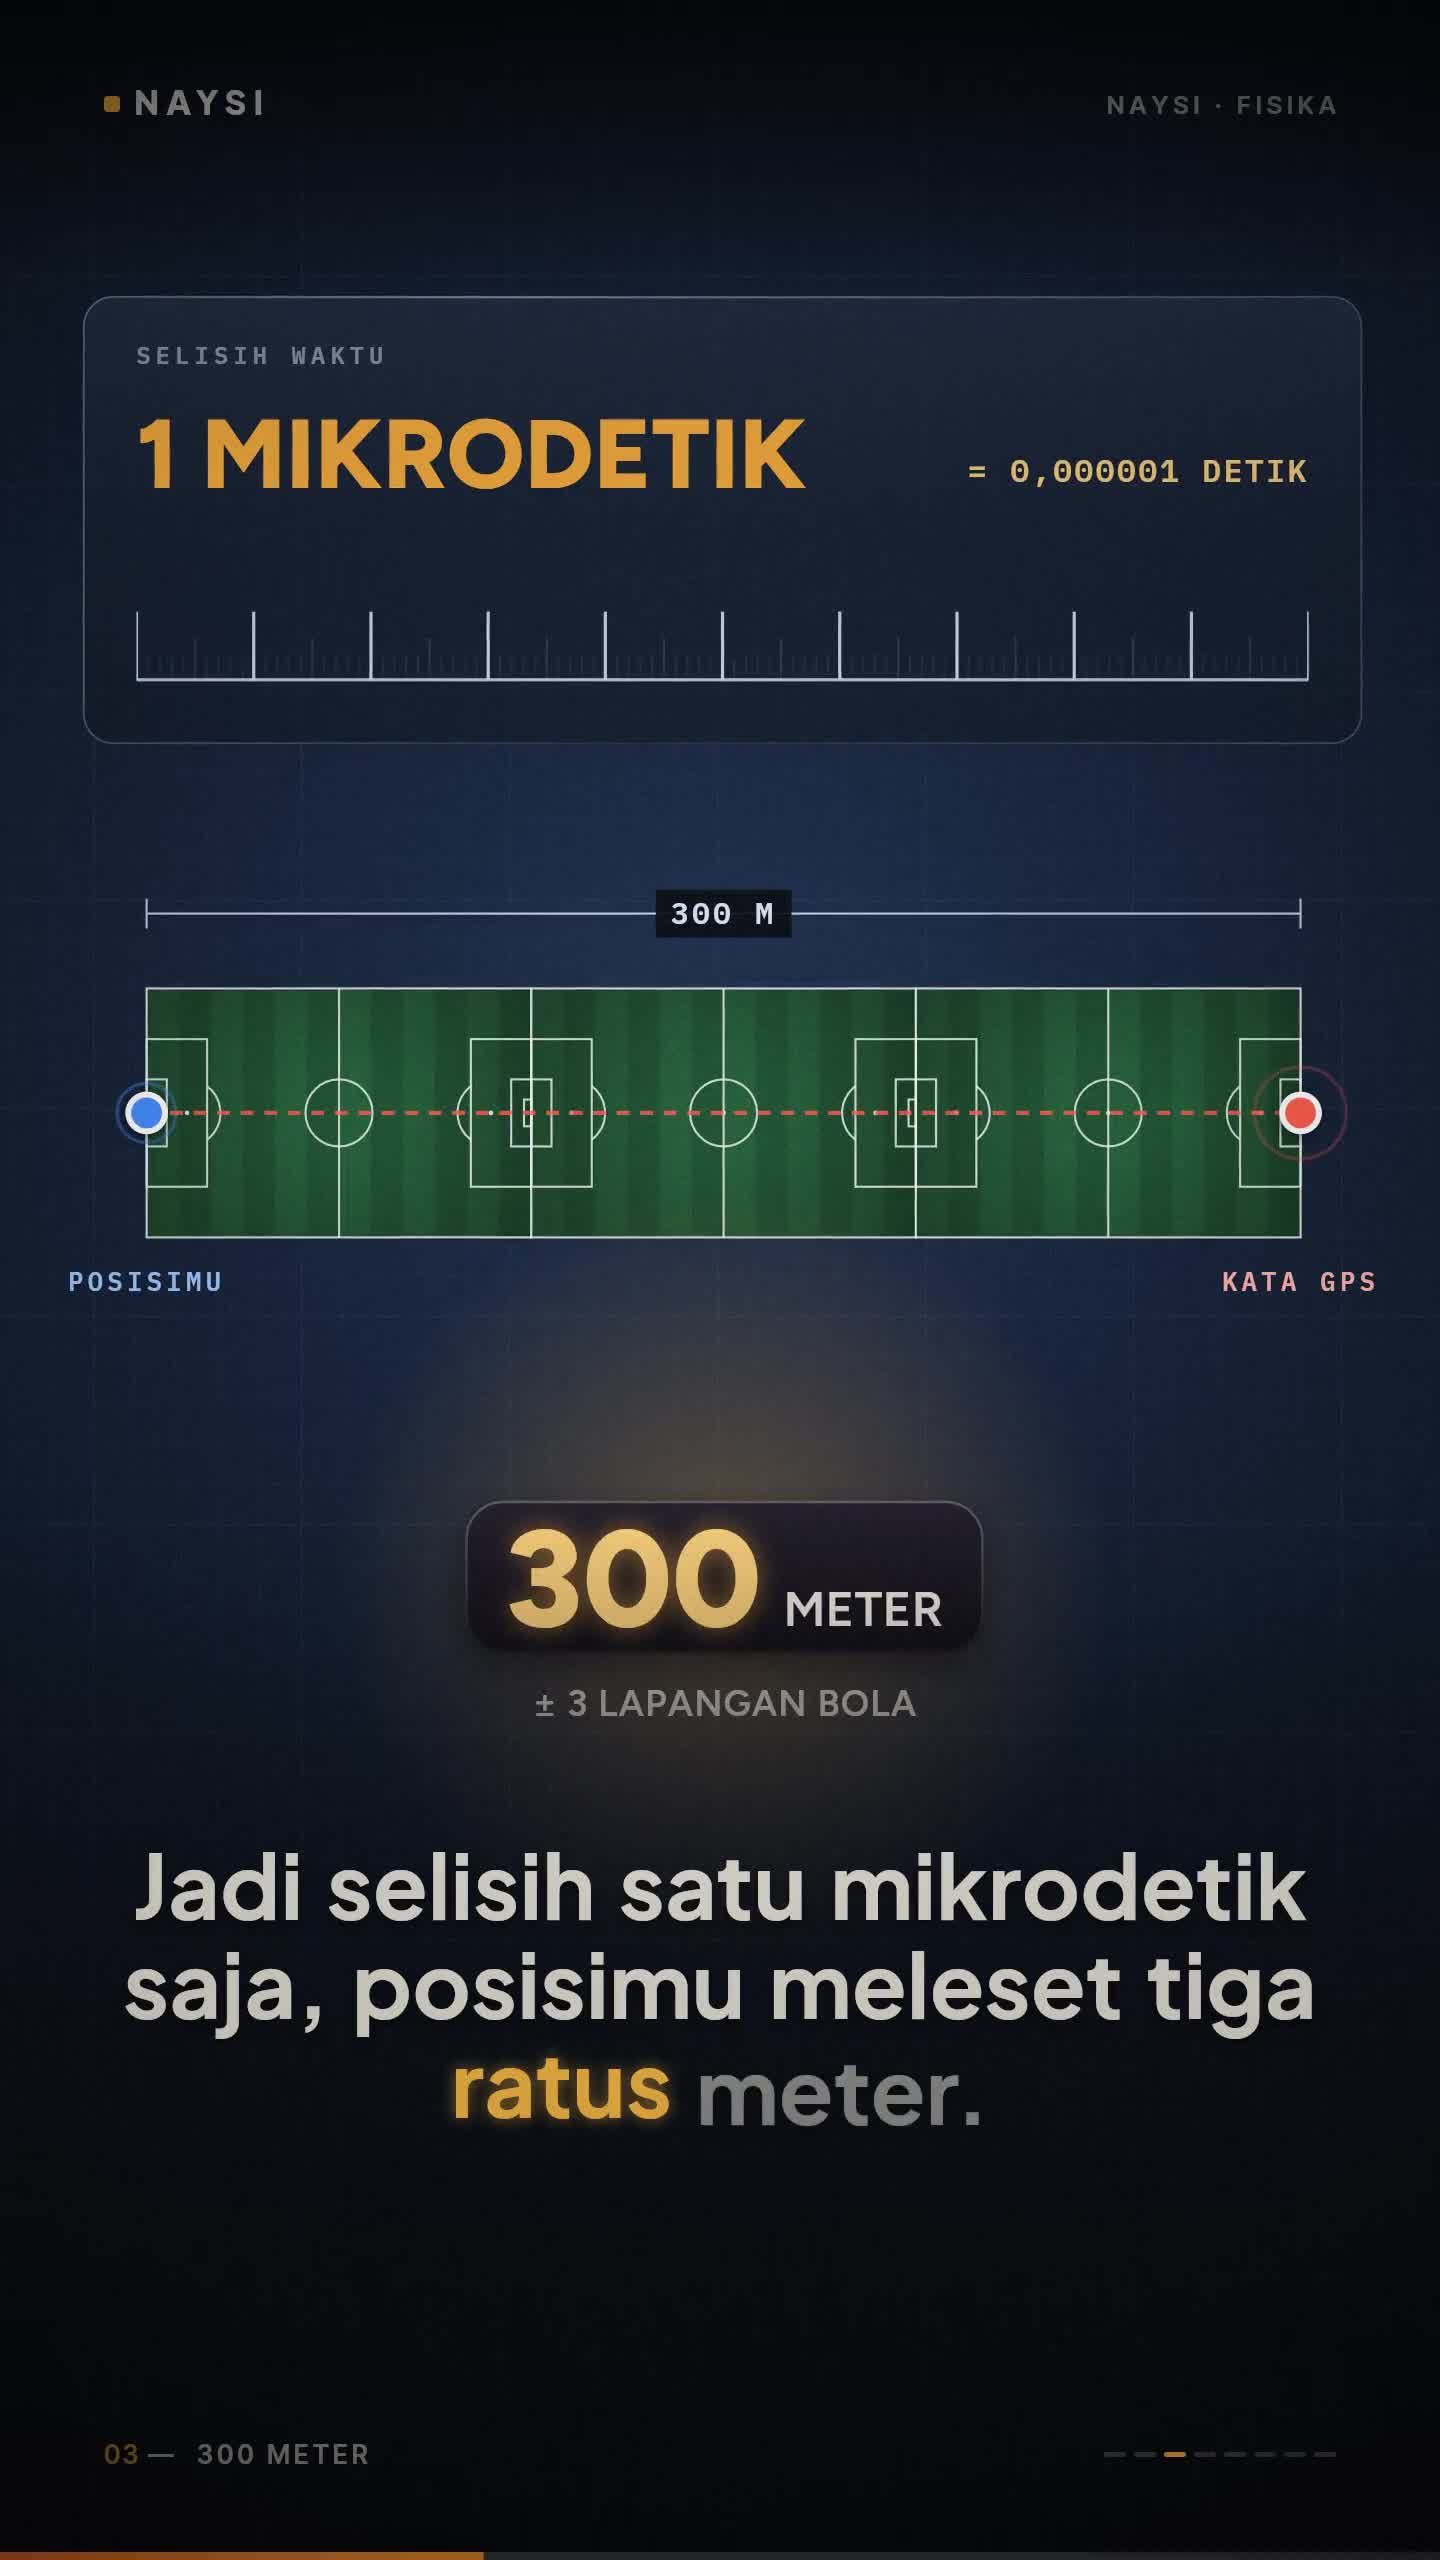 NAYSI
NAYSI · FISIKA
SELISIH WAKTU
1 MIKRODETIK
= 0,000001 DETIK
300 M
POSISIMU
KATA GPS
300 METER
± 3 LAPANGAN BOLA
Jadi selisih satu mikrodetik
saja, posisimu meleset tiga
ratus meter.
03 — 300 METER